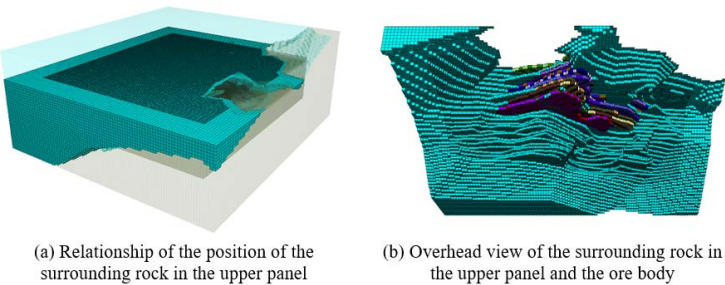 (a) Relationship of the position of the
surrounding rock in the upper panel
(b) Overhead view of the surrounding rock in
the upper panel and the ore body